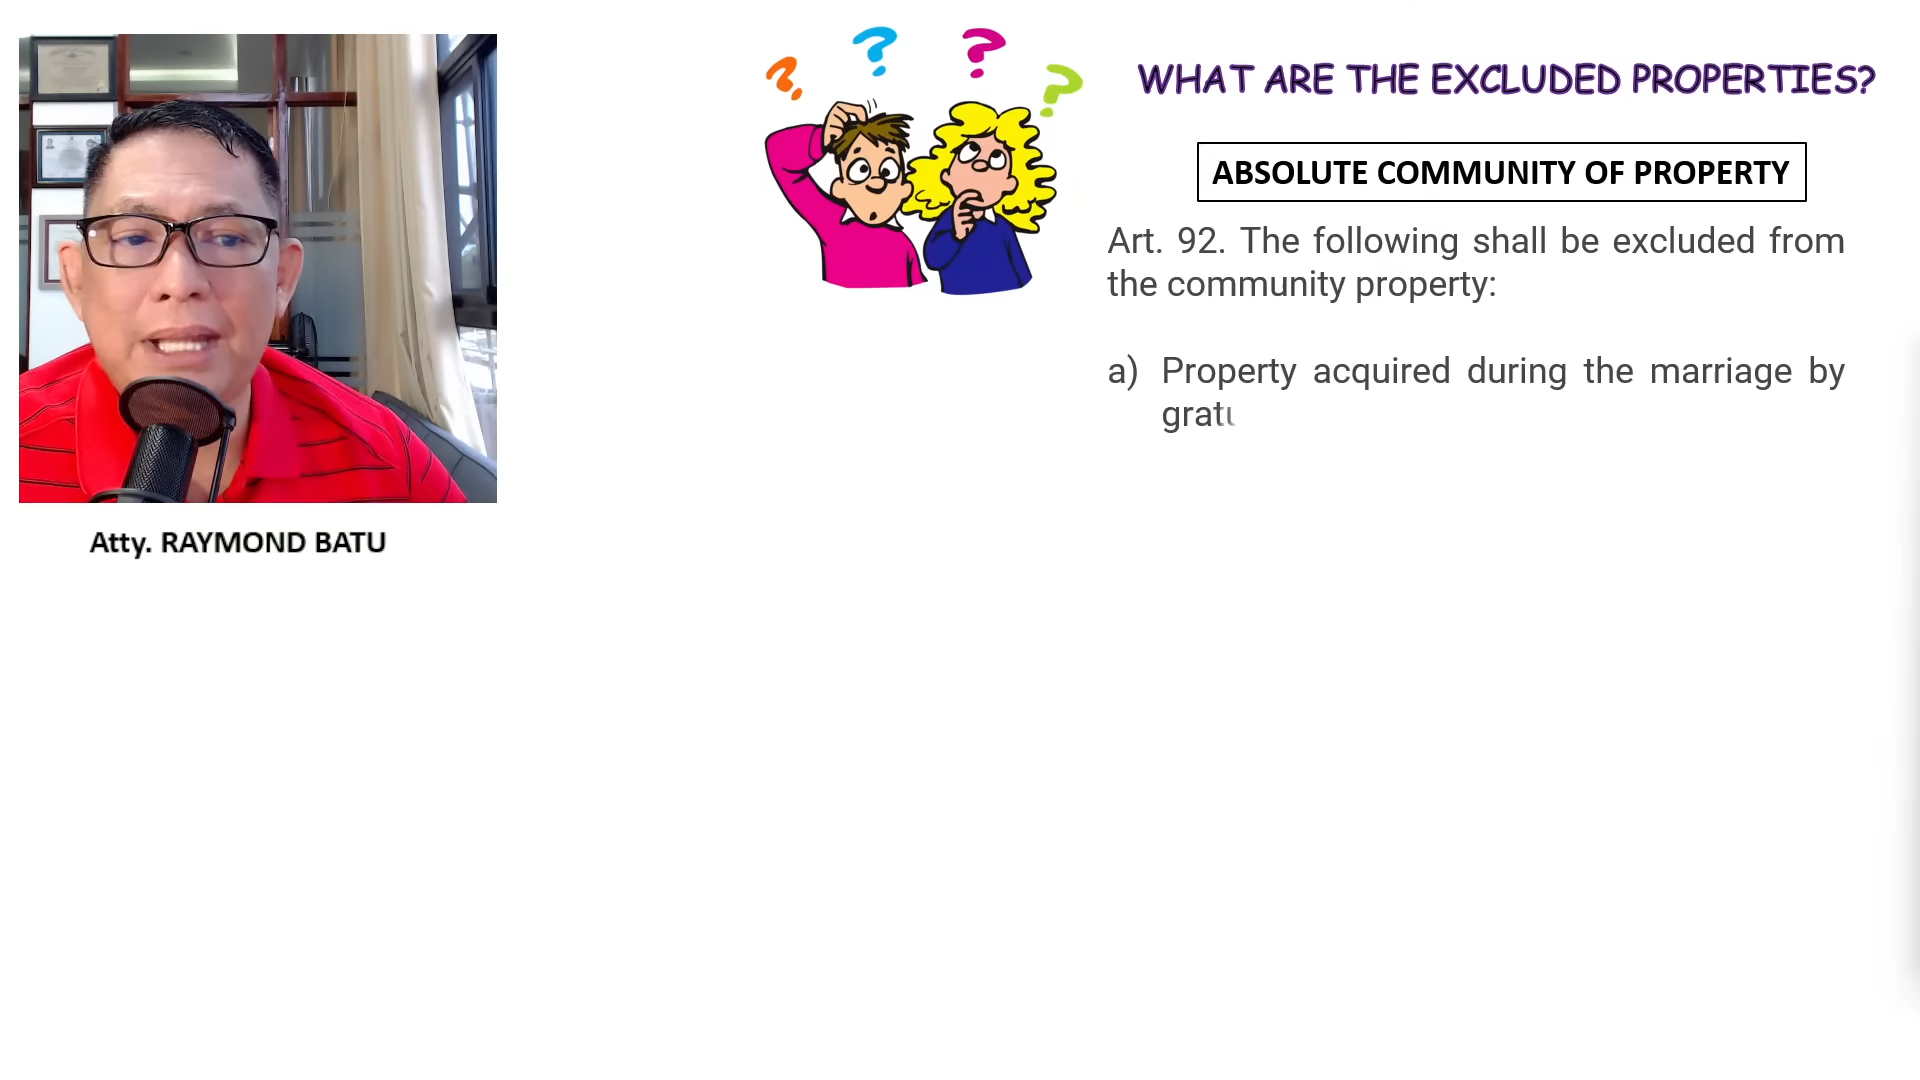 WHAT ARE THE EXCLUDED PROPERTIES?
ABSOLUTE COMMUNITY OF PROPERTY
Art. 92. The following shall be excluded from
the community property:
a) Property acquired during the marriage by
gratu
Atty. RAYMOND BATU